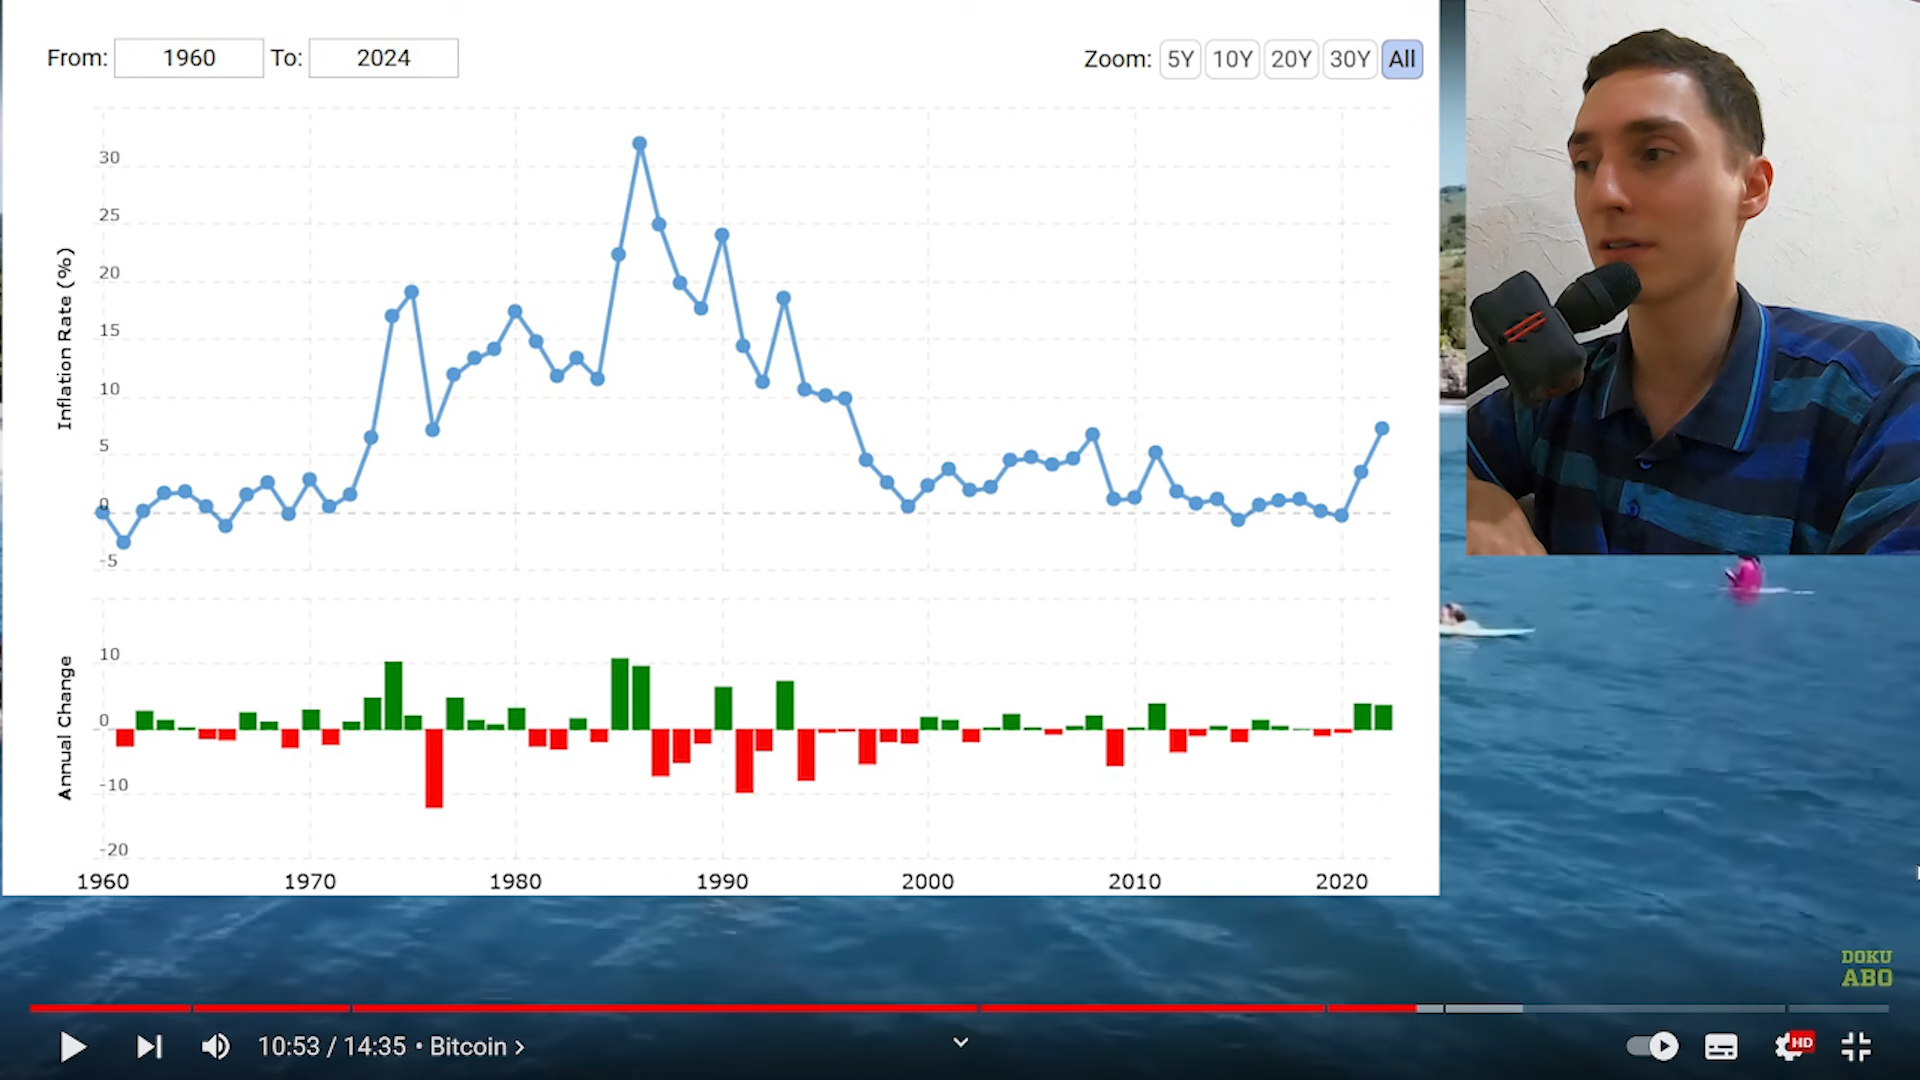 From: 1960 To: 2024
Zoom: 5Y 10Y 20Y 30Y All
Inflation Rate (%)
30
25
20
15
10
5
0
-5
Annual Change
10
0
-10
-20
1960 1970 1980 1990 2000 2010 2020
DOKU
ABO
10:53 / 14:35 • Bitcoin >
HD